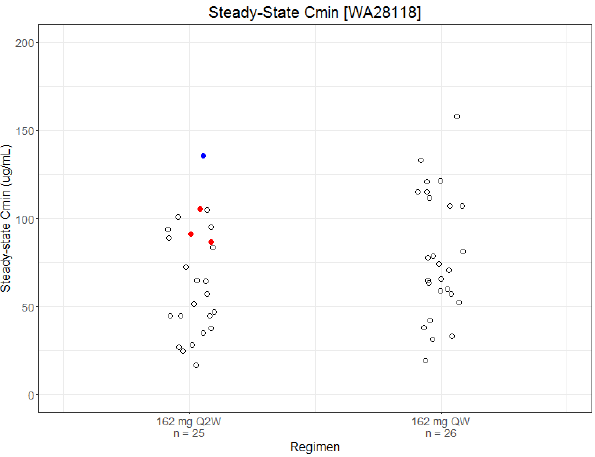 Steady-State Cmin [WA28118]
Steady-state Cmin (ug/mL)
200
150
100
50
0
162 mg Q2W
n = 25
162 mg QW
n = 26
Regimen